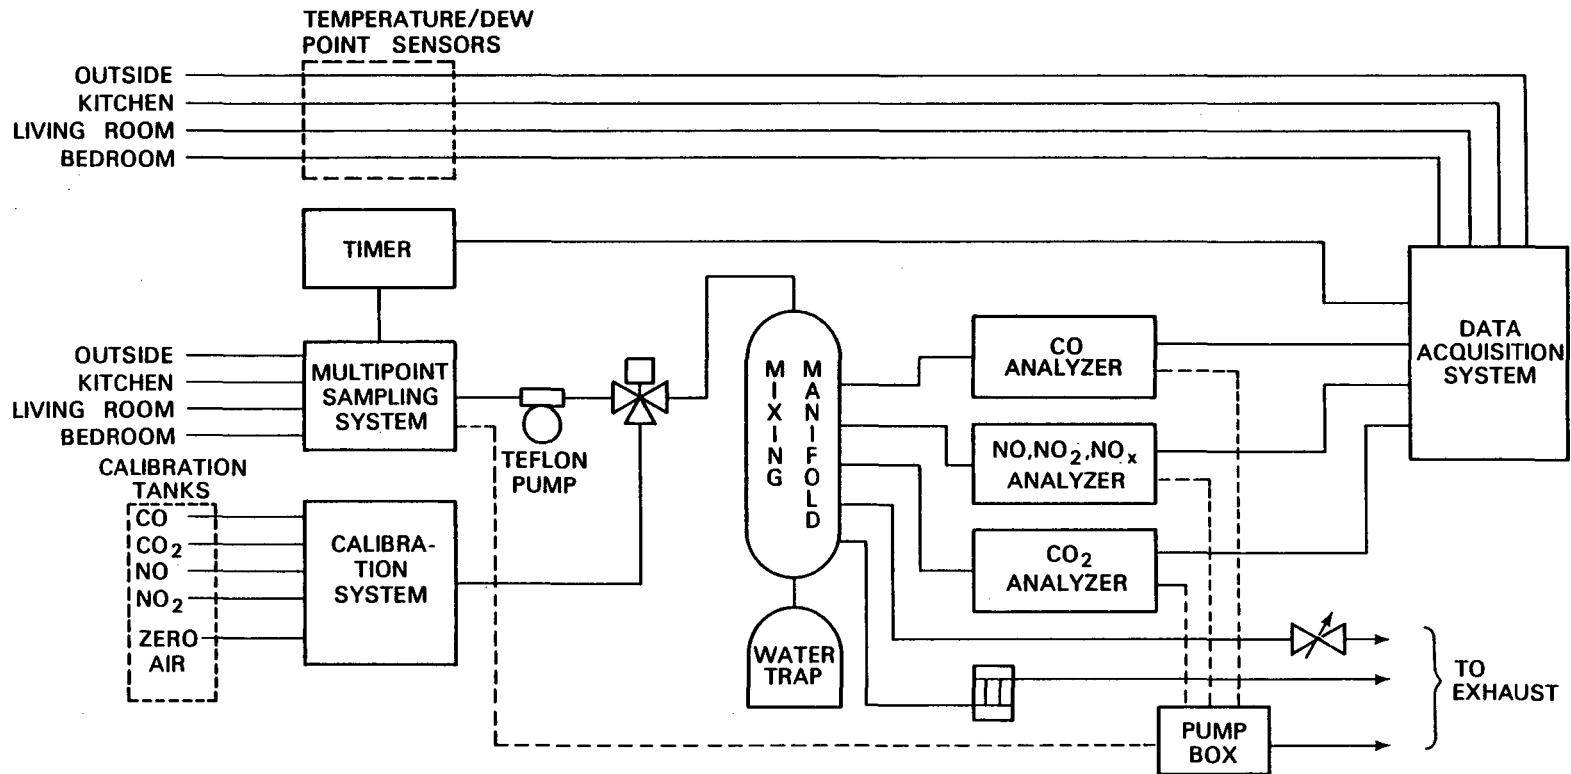 TEMPERATURE/DEW
POINT SENSORS
OUTSIDE
KITCHEN
LIVING ROOM
BEDROOM
TIMER
OUTSIDE
KITCHEN
LIVING ROOM
BEDROOM
MULTIPOINT
SAMPLING
SYSTEM
TEFLON
PUMP
CALIBRATION
TANKS
CO
CO₂
NO
NO₂
ZERO
AIR
CALIBRA-
TION
SYSTEM
MIXING
MANIFOLD
WATER
TRAP
CO
ANALYZER
NO,NO₂,NOₓ
ANALYZER
CO₂
ANALYZER
DATA
ACQUISITION
SYSTEM
PUMP
BOX
TO
EXHAUST